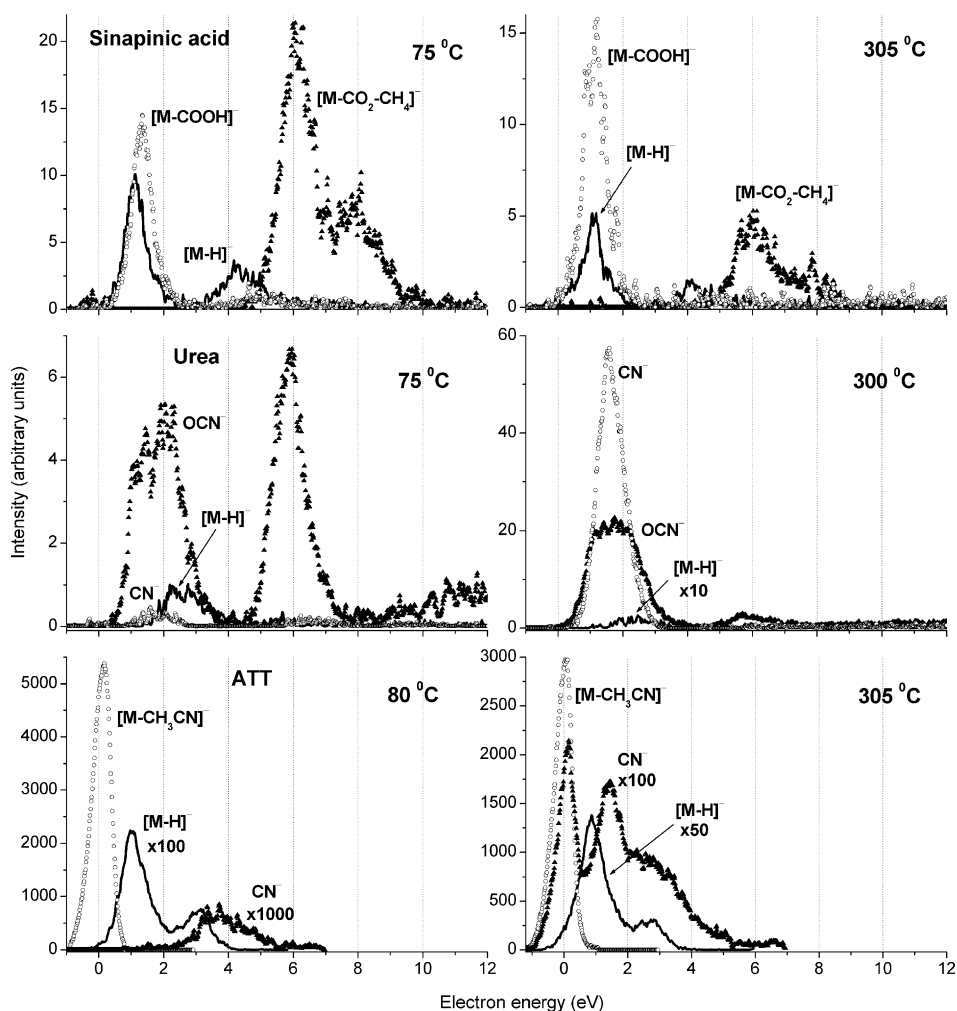 Sinapinic acid
75 ⁰C
[M-COOH]⁻
[M-CO₂-CH₄]⁻
[M-H]⁻
20
15
10
5
0
305 ⁰C
[M-COOH]⁻
[M-H]⁻
[M-CO₂-CH₄]⁻
15
10
5
0
Urea
75 ⁰C
OCN⁻
[M-H]⁻
CN⁻
6
4
2
0
300 ⁰C
CN⁻
OCN⁻
[M-H]⁻
x10
60
40
20
0
ATT
80 ⁰C
[M-CH₃CN]⁻
[M-H]⁻
x100
CN⁻
x1000
5000
4000
3000
2000
1000
0
0 2 4 6 8 10 12
305 ⁰C
[M-CH₃CN]⁻
CN⁻
x100
[M-H]⁻
x50
3000
2500
2000
1500
1000
500
0
0 2 4 6 8 10 12
Intensity (arbitrary units)
Electron energy (eV)